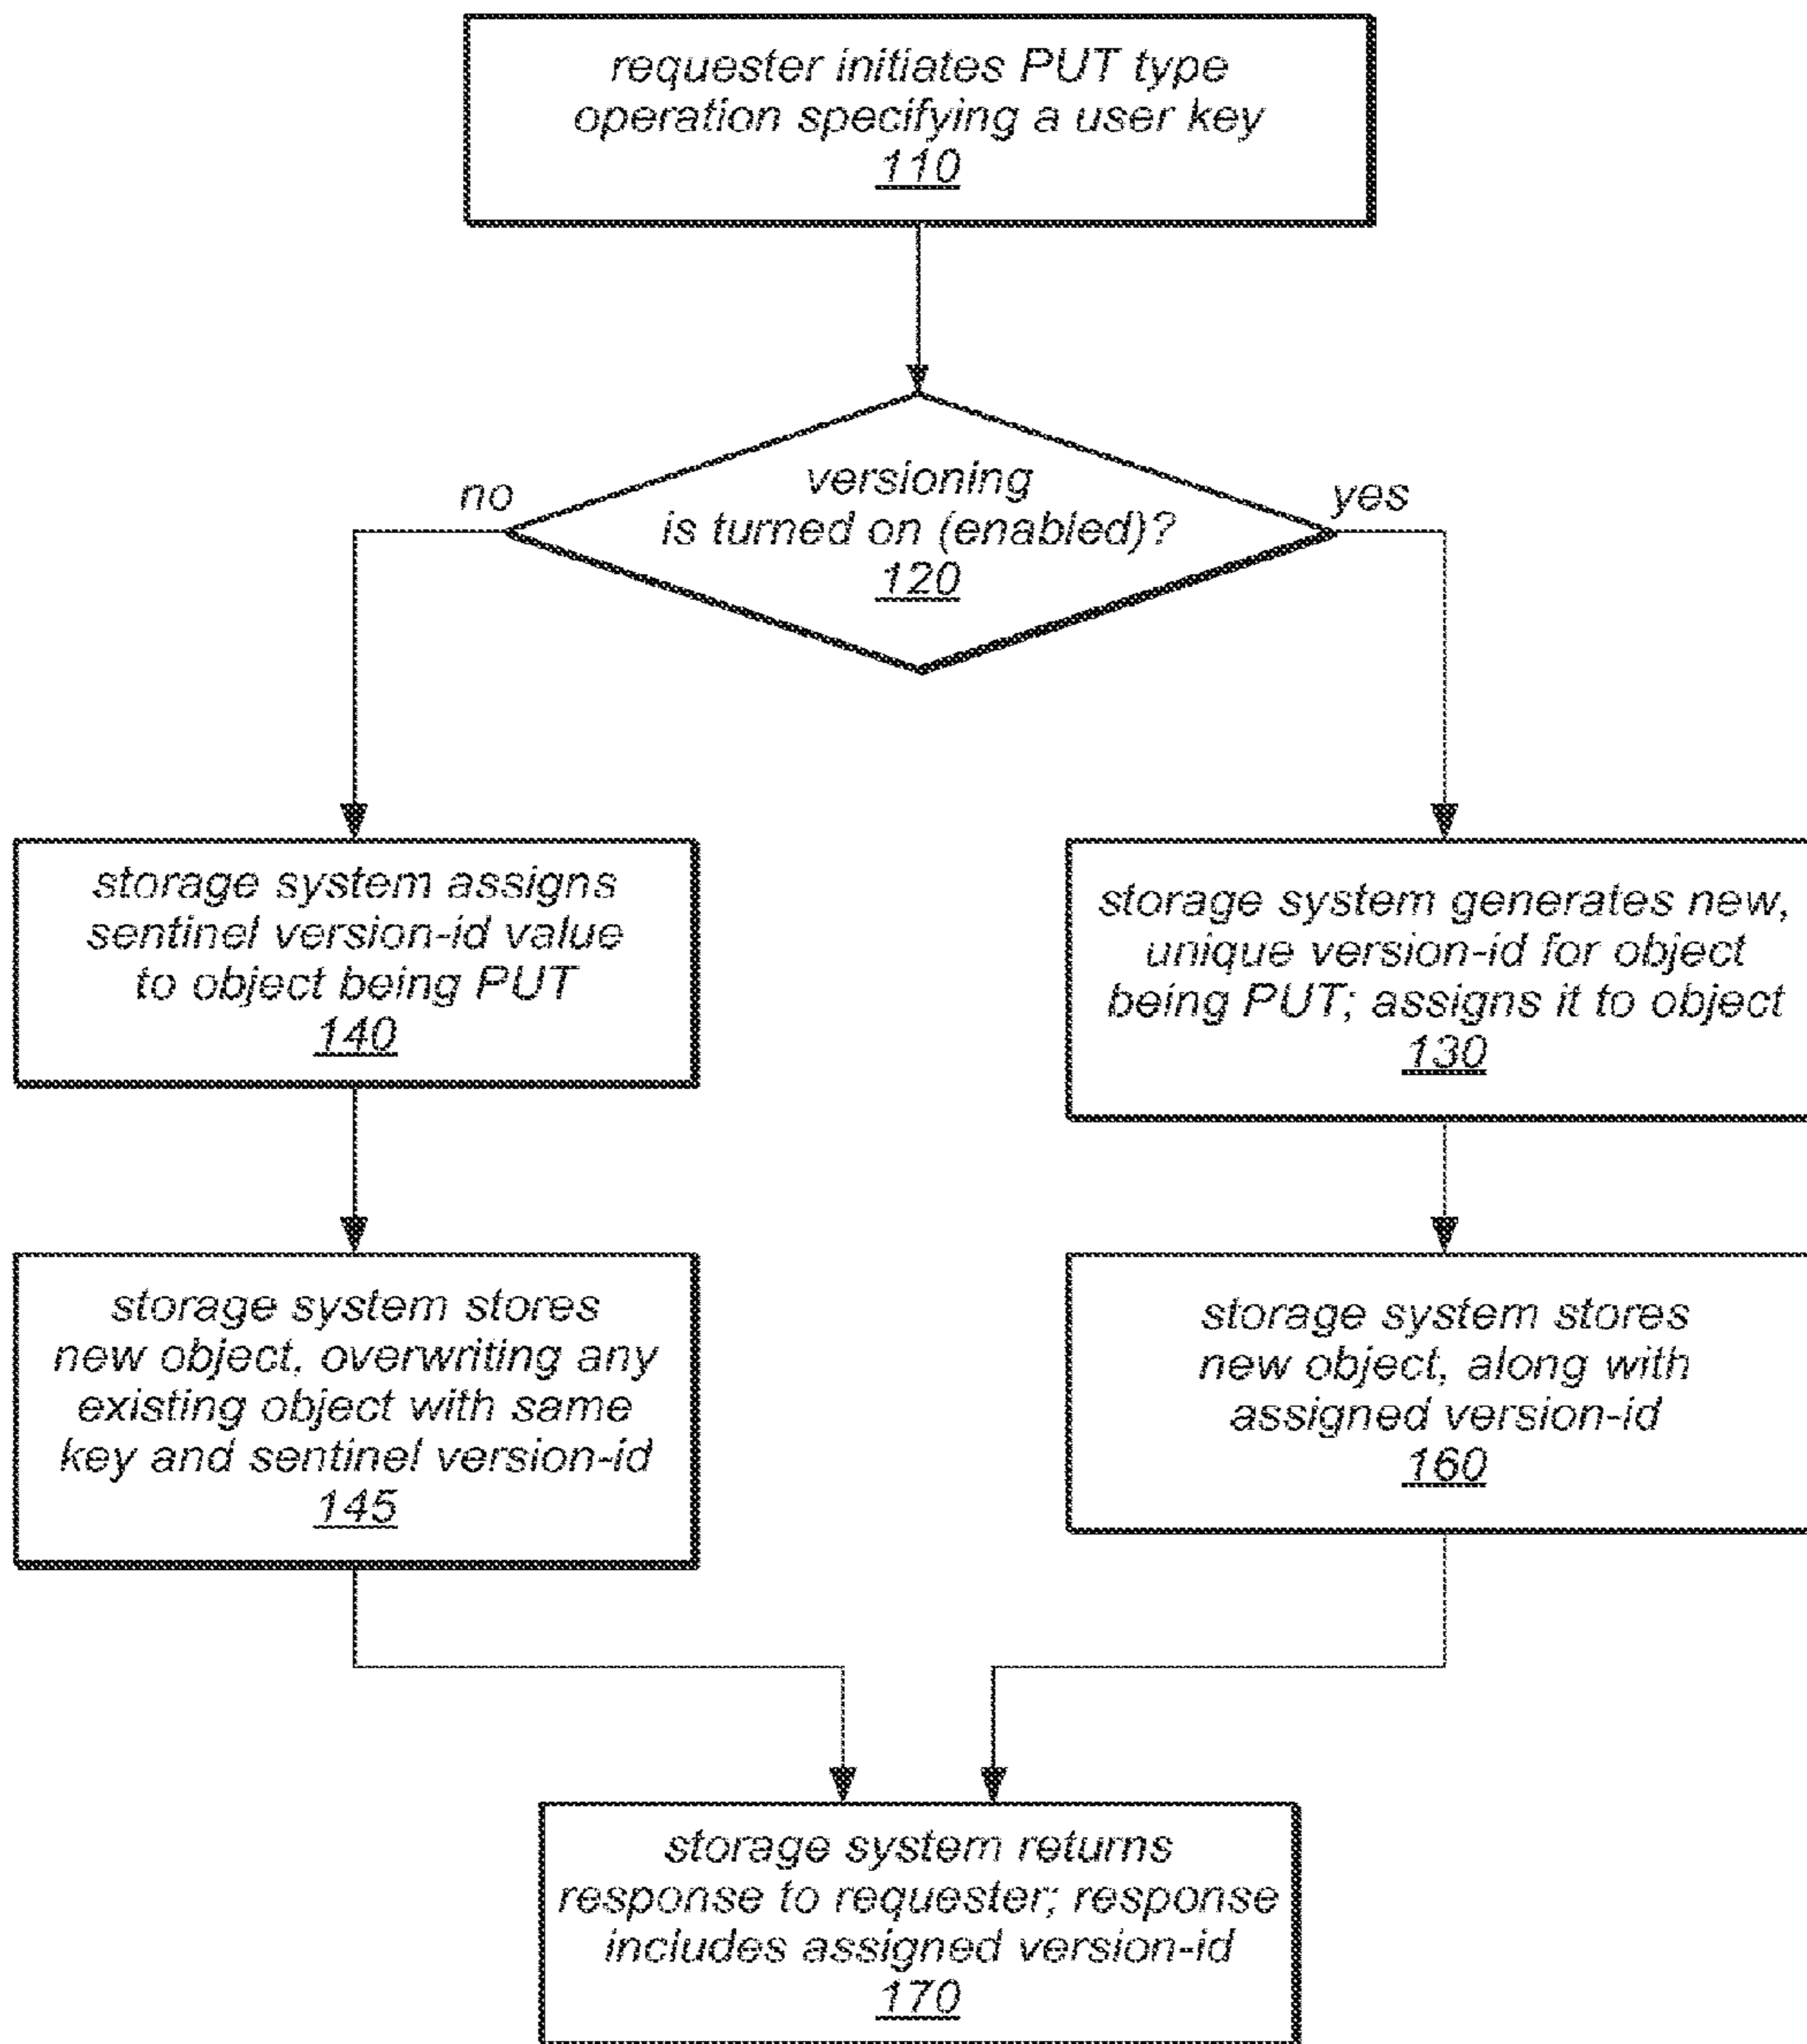 requester initiates PUT type
operation specifying a user key
110
no
yes
versioning
is turned on (enabled)?
120
storage system assigns
sentinel version-id value
to object being PUT
140
storage system generates new,
unique version-id for object
being PUT; assigns it to object
130
storage system stores
new object, overwriting any
existing object with same
key and sentinel version-id
145
storage system stores
new object, along with
assigned version-id
160
storage system returns
response to requester; response
includes assigned version-id
170